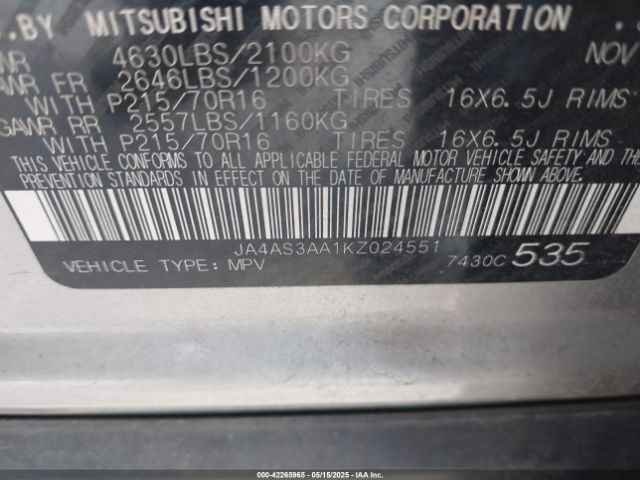 .BY MITSUBISHI MOTORS CORPORATION
4630LBS/2100KG NOV
FR 2646LBS/1200KG
WITH P215/70R16 TIRES 16X6.5J RIMS
GAWR RR 2557LBS/1160KG
WITH P215/70R16 TIRES 16X6.5J RIMS
THIS VEHICLE CONFORMS TO ALL APPLICABLE FEDERAL MOTOR VEHICLE SAFETY AND THE
PREVENTION STANDARDS IN EFFECT ON THE DATE OF MANUFACTURE SHOWN ABOVE.
JA4AS3AA1KZ024551
VEHICLE TYPE: MPV 7430C 535
000-42265965 - 05/15/2025 - IAA Inc.